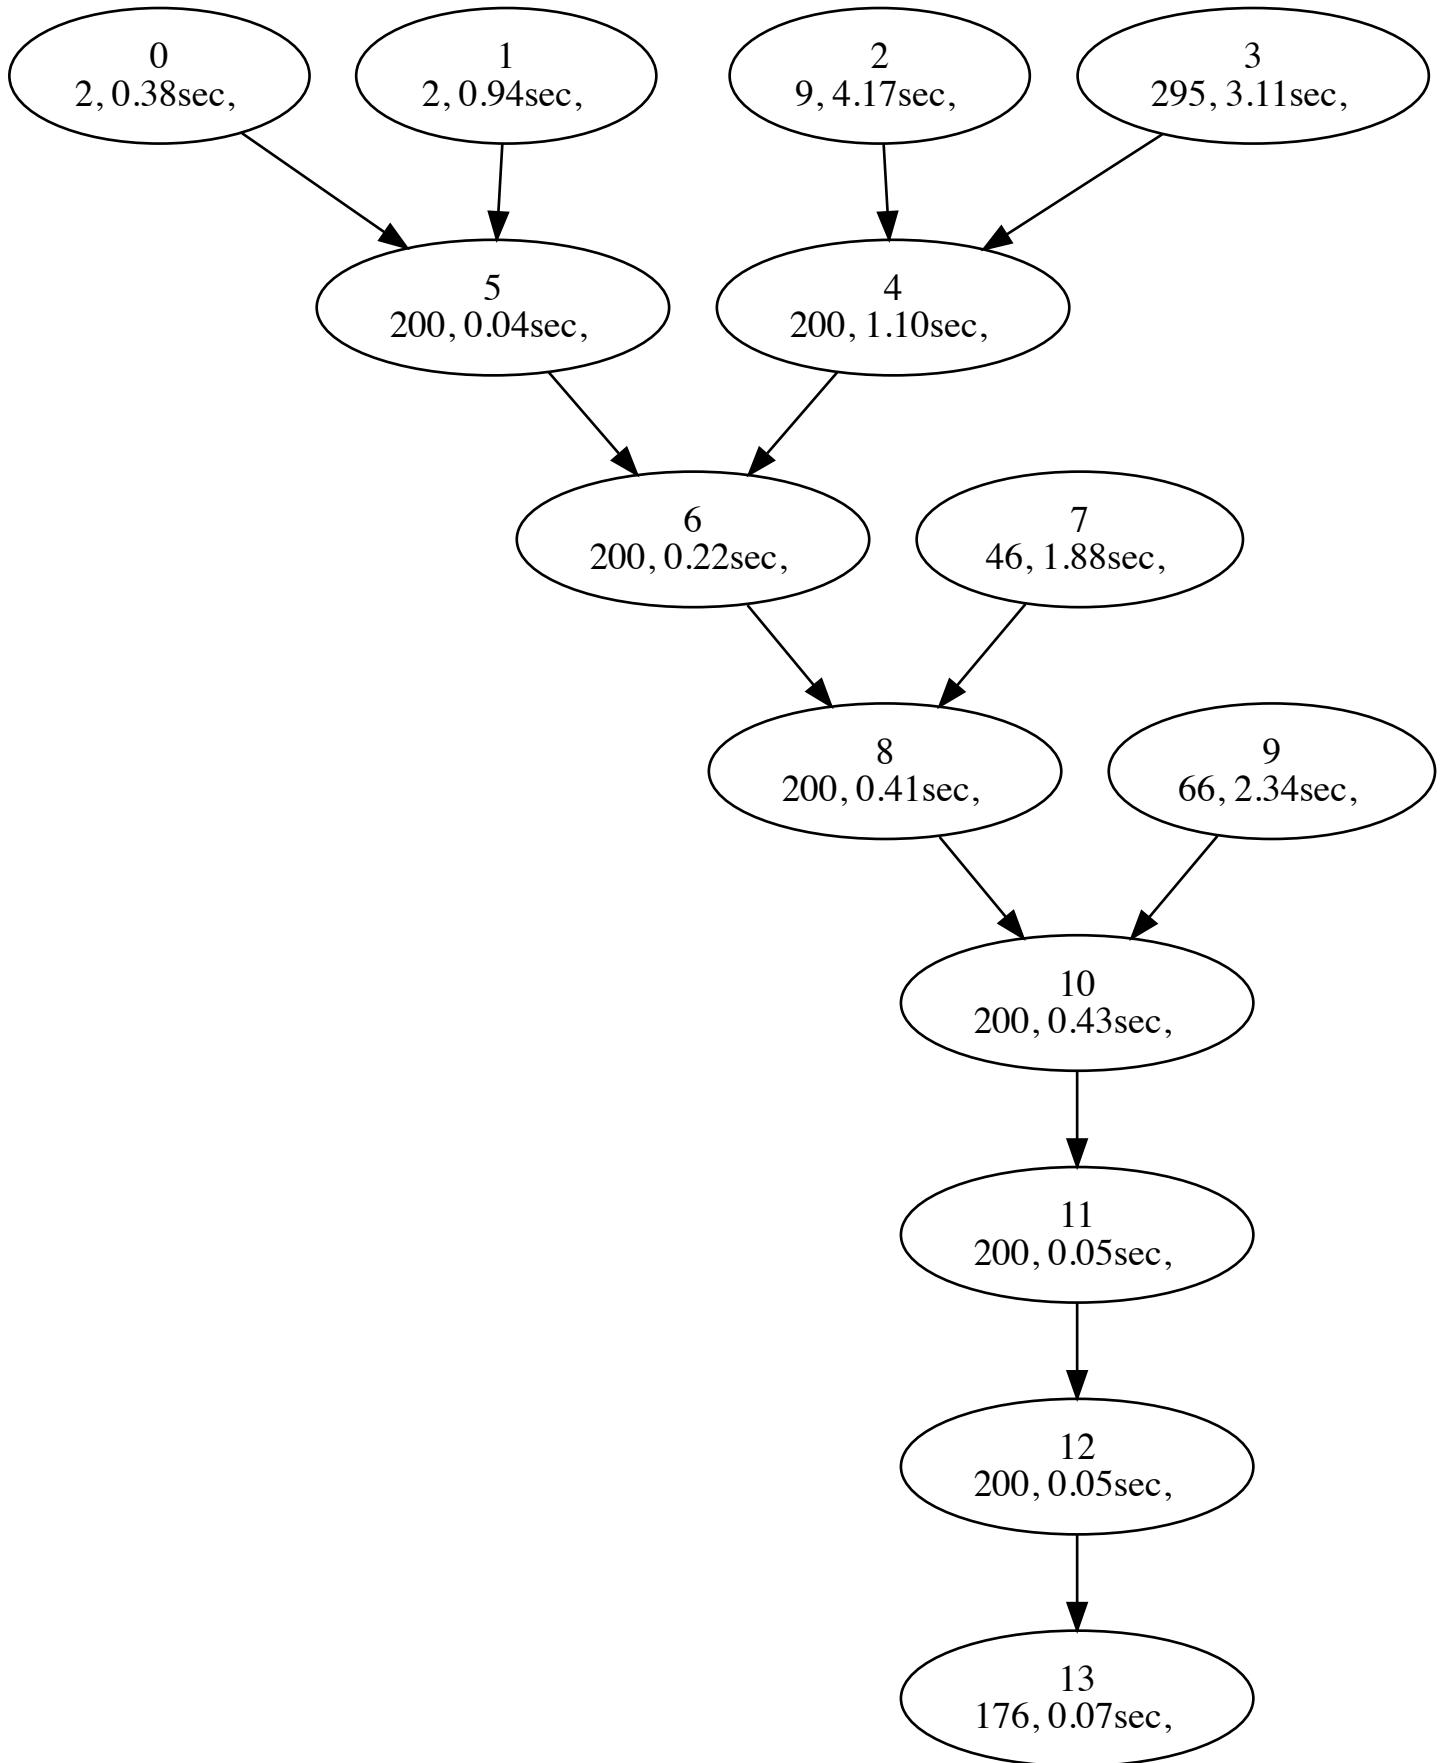 0
2, 0.38sec,
1
2, 0.94sec,
2
9, 4.17sec,
3
295, 3.11sec,
5
200, 0.04sec,
4
200, 1.10sec,
6
200, 0.22sec,
7
46, 1.88sec,
8
200, 0.41sec,
9
66, 2.34sec,
10
200, 0.43sec,
11
200, 0.05sec,
12
200, 0.05sec,
13
176, 0.07sec,